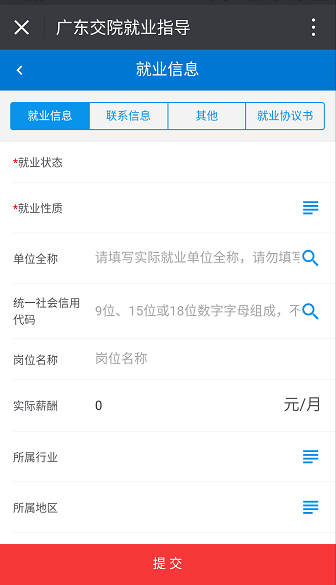 广东交院就业指导
就业信息
就业信息 联系信息 其他 就业协议书
*就业状态
*就业性质
单位全称 请填写实际就业单位全称，请勿填写
统一社会信用
代码 9位、15位或18位数字字母组成，不
岗位名称 岗位名称
实际薪酬 0 元/月
所属行业
所属地区
提 交